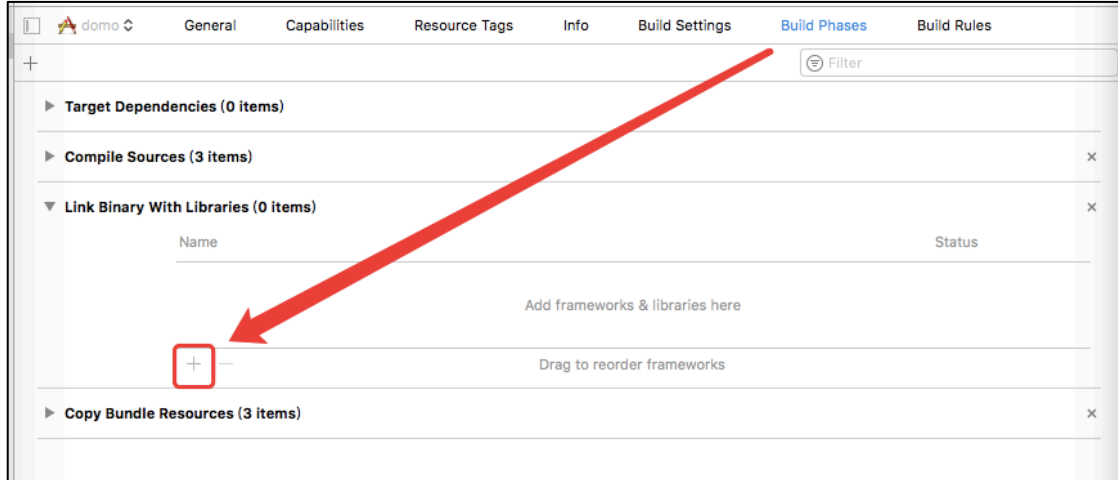 domo General Capabilities Resource Tags Info Build Settings Build Phases Build Rules
Filter
Target Dependencies (0 items)
Compile Sources (3 items)
Link Binary With Libraries (0 items)
Name Status
Add frameworks & libraries here
Drag to reorder frameworks
Copy Bundle Resources (3 items)